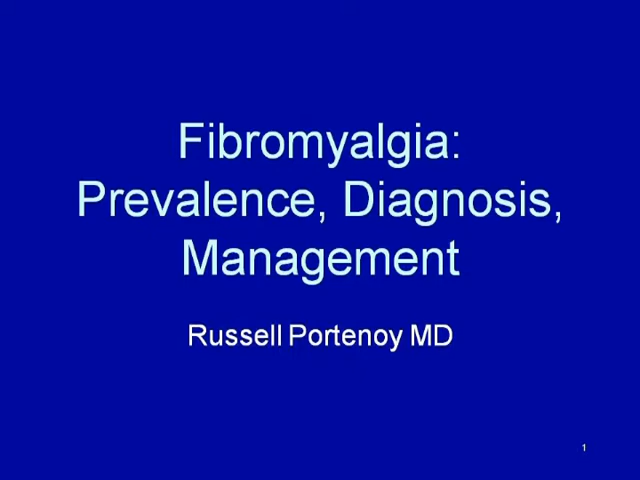 Fibromyalgia:
Prevalence, Diagnosis,
Management
Russell Portenoy MD
1